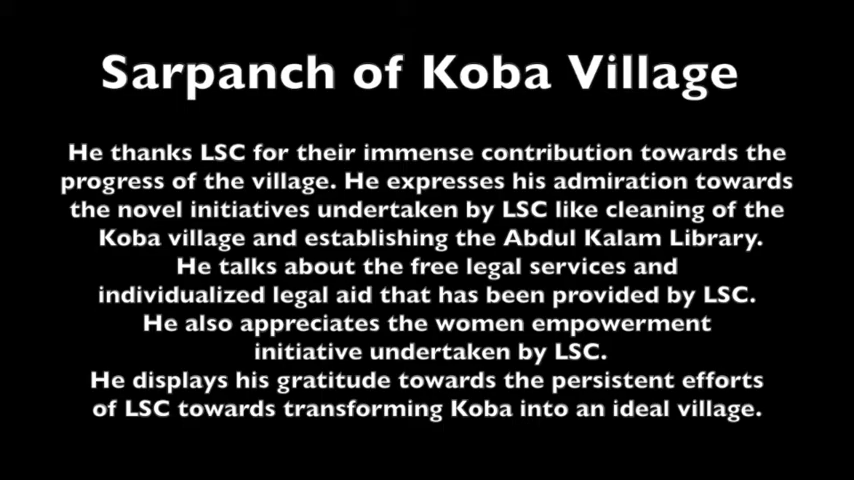 Sarpanch of Koba Village
He thanks LSC for their immense contribution towards the
progress of the village. He expresses his admiration towards
the novel initiatives undertaken by LSC like cleaning of the
Koba village and establishing the Abdul Kalam Library.
He talks about the free legal services and
individualized legal aid that has been provided by LSC.
He also appreciates the women empowerment
initiative undertaken by LSC.
He displays his gratitude towards the persistent efforts
of LSC towards transforming Koba into an ideal village.